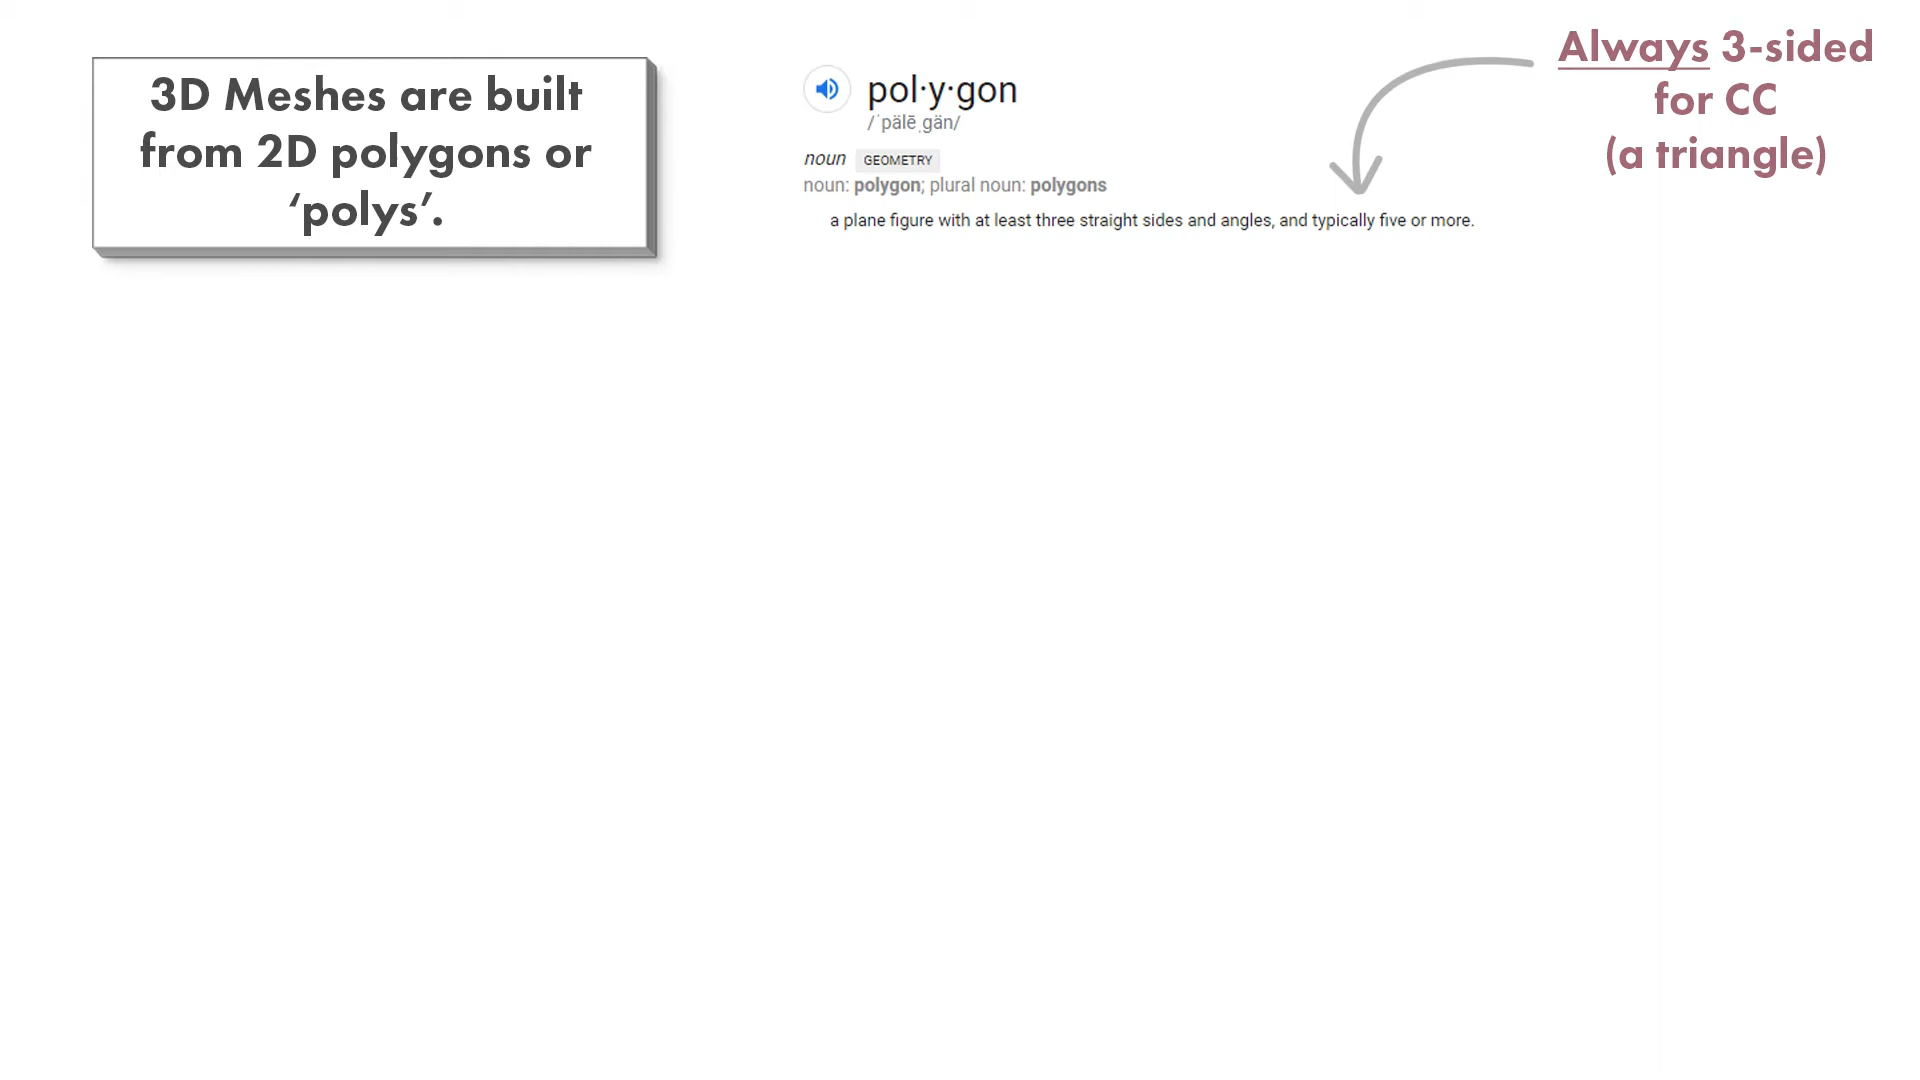 3D Meshes are built
from 2D polygons or
‘polys’.
pol·y·gon
/ˈpälēˌɡän/
noun GEOMETRY
noun: polygon; plural noun: polygons
a plane figure with at least three straight sides and angles, and typically five or more.
Always 3-sided
for CC
(a triangle)